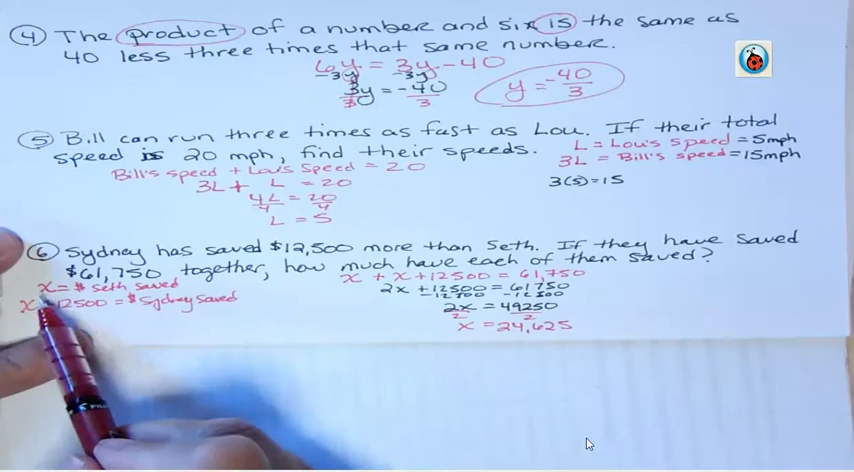 ④ The product of a number and six is the same as
40 less three times that same number.
6y = 3y - 40
-3y -3y
3y = -40
3 3
y = -40/3
⑤ Bill can run three times as fast as Lou. If their total
speed is 20 mph, find their speeds.
L = Lou's speed = 5mph
3L = Bill's speed = 15mph
3(5) = 15
Bill's speed + Lou's speed = 20
3L + L = 20
4L = 20
4 4
L = 5
⑥ Sydney has saved $12,500 more than Seth. If they have saved
$61,750 together, how much have each of them saved?
x = $ Seth saved
x 12500 = $ Sydney saved
x + x + 12500 = 61,750
2x + 12500 = 61750
-12500 -12500
2x = 49250
2 2
x = 24,625